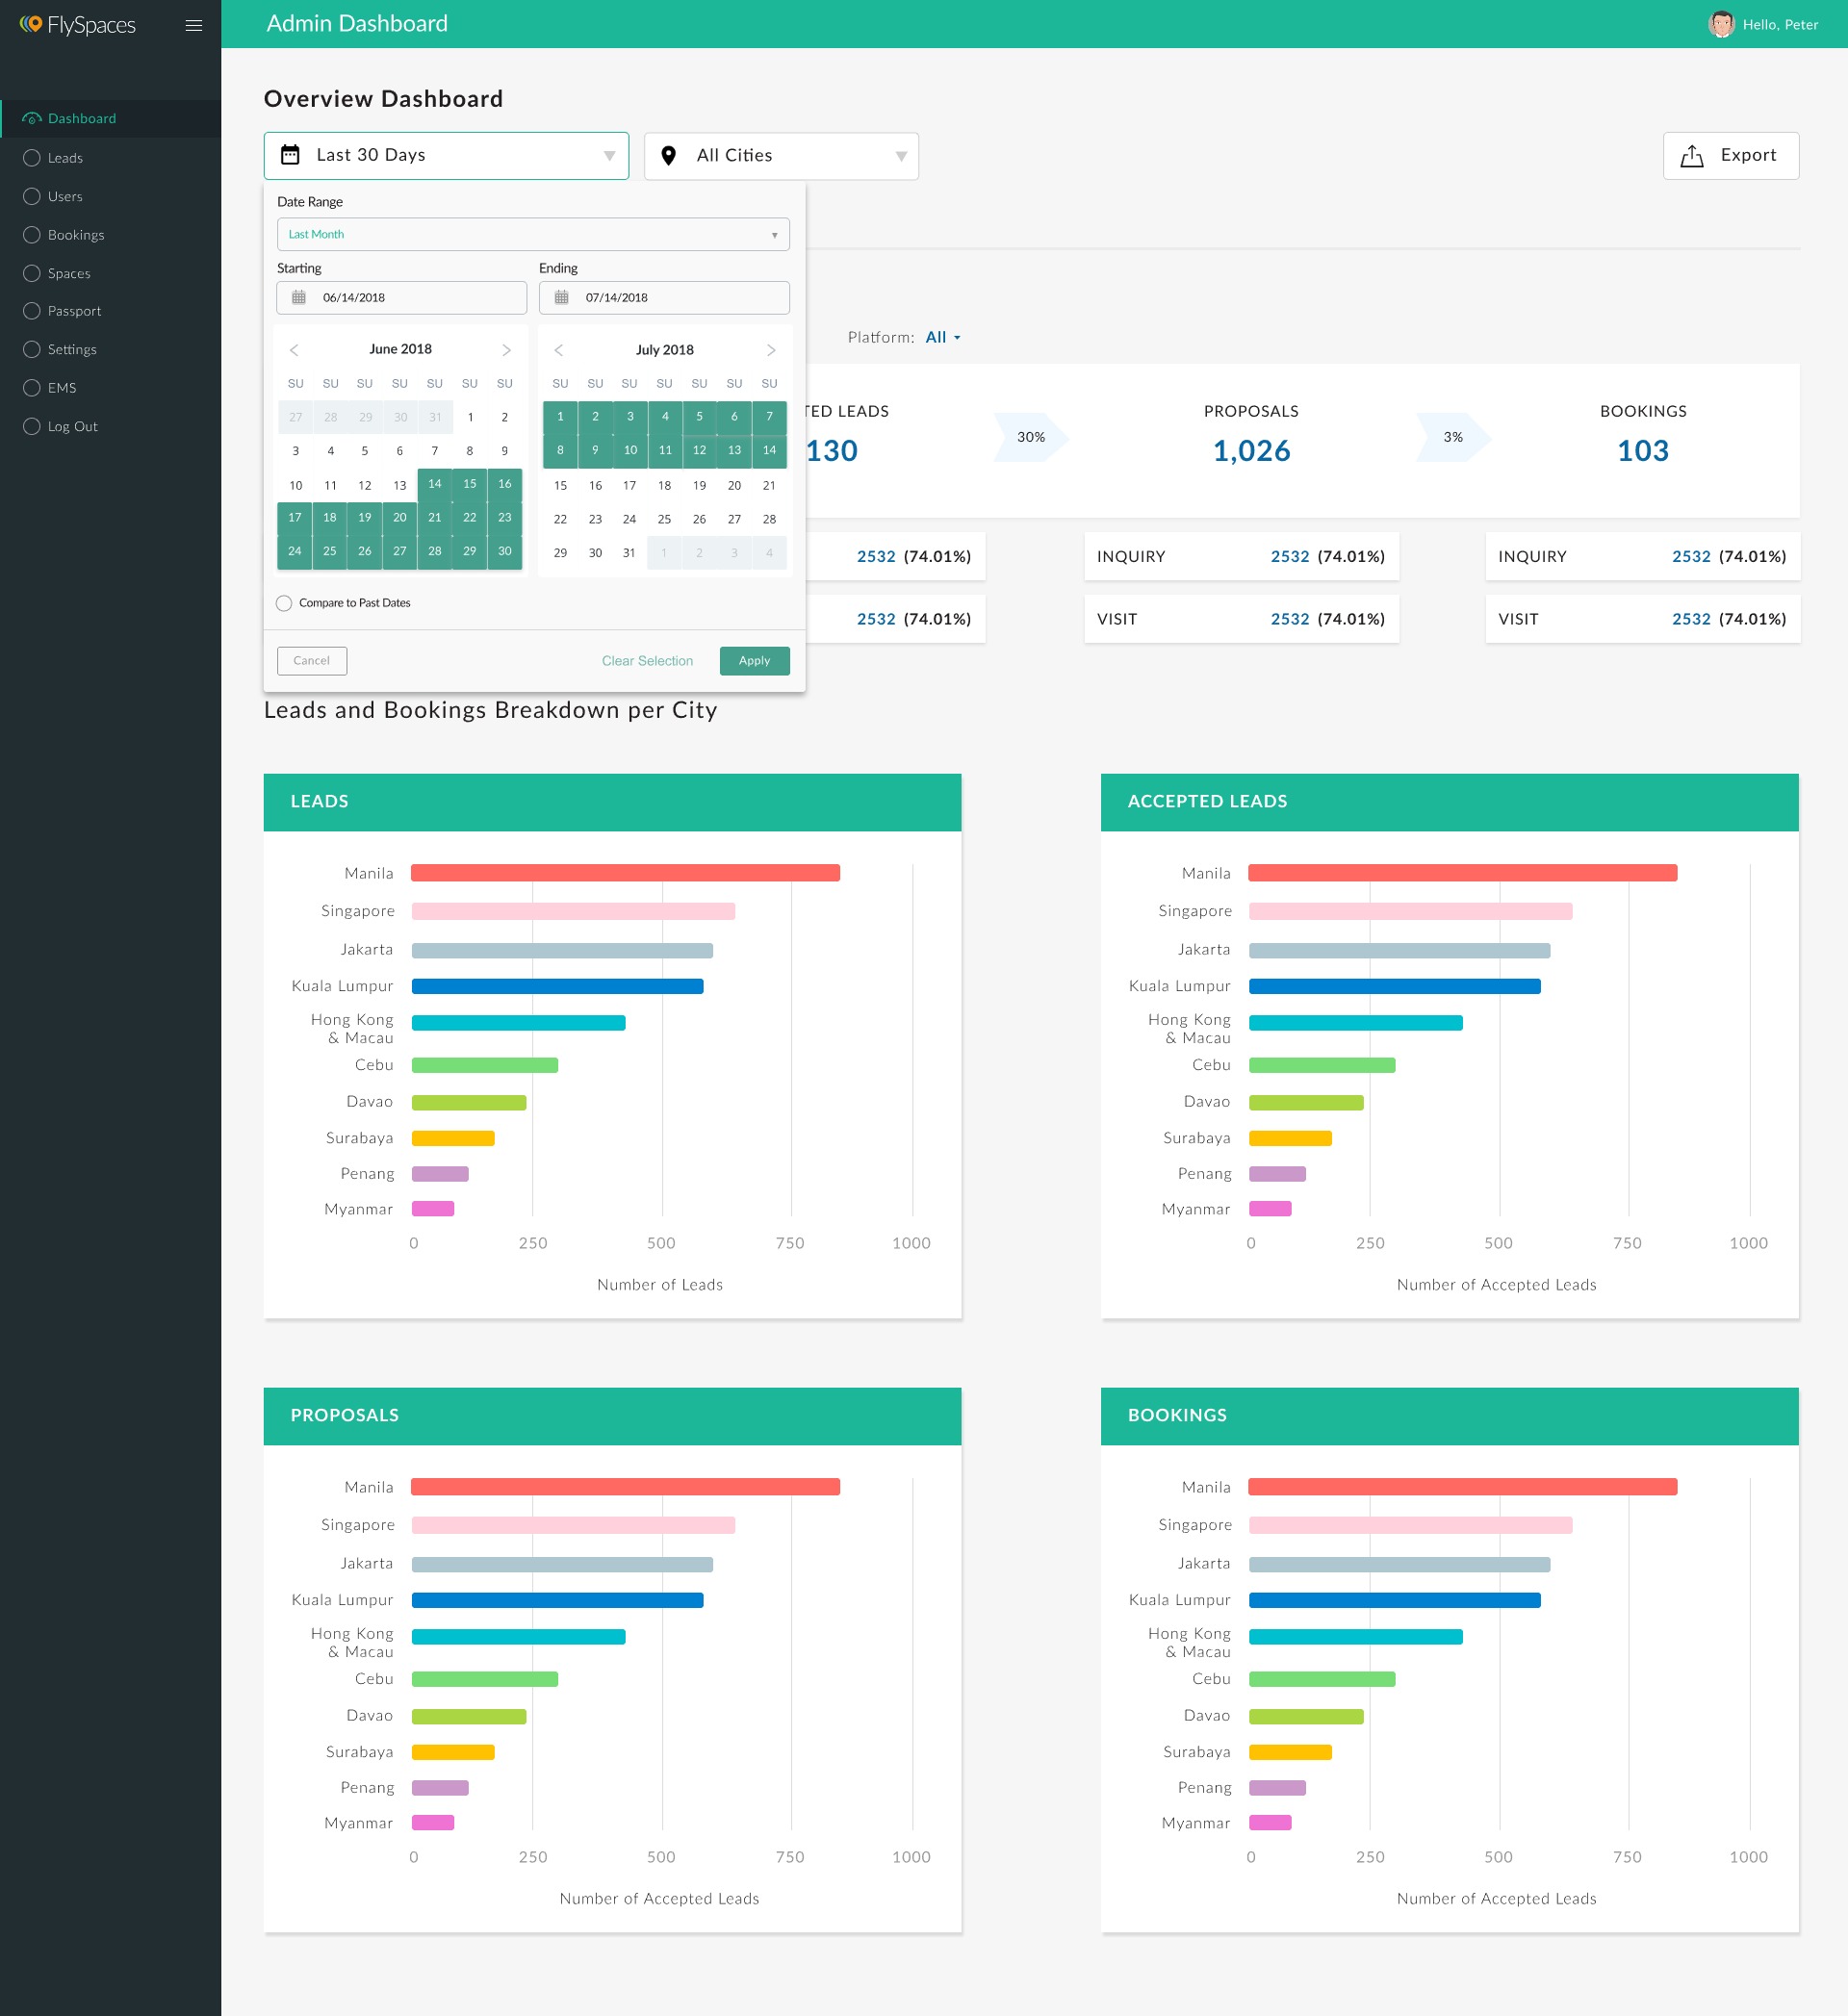 FlySpaces
Admin Dashboard
Hello, Peter
Dashboard
Leads
Users
Bookings
Spaces
Passport
Settings
EMS
Log Out
Overview Dashboard
Last 30 Days
All Cities
Export
Date Range
Last Month
Starting
Ending
06/14/2018
07/14/2018
June 2018
SU SU SU SU SU SU SU
27 28 29 30 31 1 2
3 4 5 6 7 8 9
10 11 12 13 14 15 16
17 18 19 20 21 22 23
24 25 26 27 28 29 30
July 2018
SU SU SU SU SU SU SU
1 2 3 4 5 6 7
8 9 10 11 12 13 14
15 16 17 18 19 20 21
22 23 24 25 26 27 28
29 30 31 1 2 3 4
Compare to Past Dates
Cancel
Clear Selection
Apply
Platform: All
TED LEADS
130
30%
PROPOSALS
1,026
3%
BOOKINGS
103
2532 (74.01%)
INQUIRY 2532 (74.01%)
INQUIRY 2532 (74.01%)
2532 (74.01%)
VISIT 2532 (74.01%)
VISIT 2532 (74.01%)
Leads and Bookings Breakdown per City
LEADS
Manila
Singapore
Jakarta
Kuala Lumpur
Hong Kong
& Macau
Cebu
Davao
Surabaya
Penang
Myanmar
0 250 500 750 1000
Number of Leads
ACCEPTED LEADS
Manila
Singapore
Jakarta
Kuala Lumpur
Hong Kong
& Macau
Cebu
Davao
Surabaya
Penang
Myanmar
0 250 500 750 1000
Number of Accepted Leads
PROPOSALS
Manila
Singapore
Jakarta
Kuala Lumpur
Hong Kong
& Macau
Cebu
Davao
Surabaya
Penang
Myanmar
0 250 500 750 1000
Number of Accepted Leads
BOOKINGS
Manila
Singapore
Jakarta
Kuala Lumpur
Hong Kong
& Macau
Cebu
Davao
Surabaya
Penang
Myanmar
0 250 500 750 1000
Number of Accepted Leads